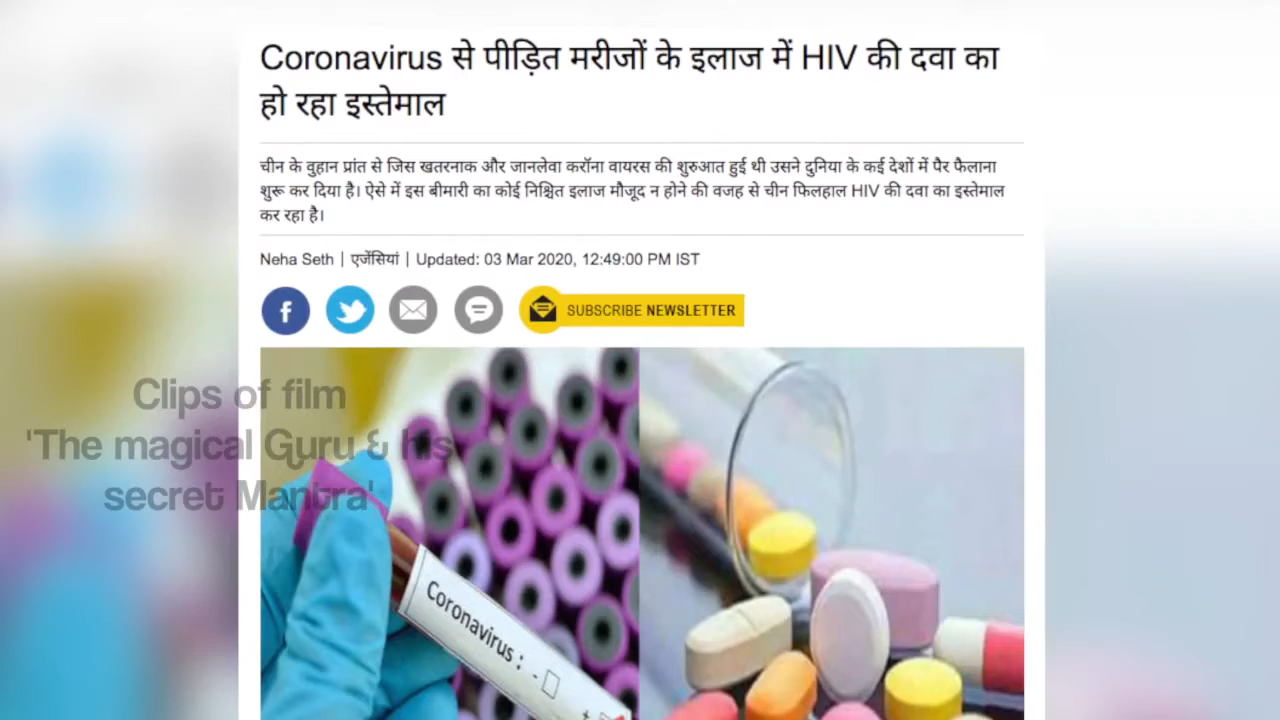 Coronavirus से पीड़ित मरीजों के इलाज में HIV की दवा का
हो रहा इस्तेमाल
चीन के वुहान प्रांत से जिस खतरनाक और जानलेवा करॉना वायरस की शुरुआत हुई थी उसने दुनिया के कई देशों में पैर फैलाना
शुरू कर दिया है। ऐसे में इस बीमारी का कोई निश्चित इलाज मौजूद न होने की वजह से चीन फिलहाल HIV की दवा का इस्तेमाल
कर रहा है।
Neha Seth | एजेंसियां | Updated: 03 Mar 2020, 12:49:00 PM IST
SUBSCRIBE NEWSLETTER
Clips of film
'The magical Guru & his
secret Mantra'
Coronavirus : - 
+